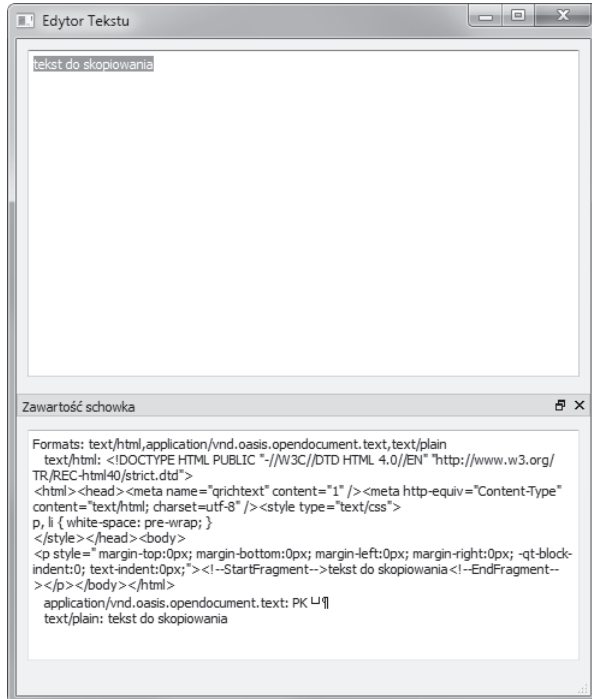 Edytor Tekstu
tekst do skopiowania
Zawartość schowka
Formats: text/html,application/vnd.oasis.opendocument.text,text/plain
text/html: <!DOCTYPE HTML PUBLIC "-//W3C//DTD HTML 4.0//EN" "http://www.w3.org/
TR/REC-html40/strict.dtd">
<html><head><meta name="qrichtext" content="1" /><meta http-equiv="Content-Type"
content="text/html; charset=utf-8" /><style type="text/css">
p, li { white-space: pre-wrap; }
</style></head><body>
<p style=" margin-top:0px; margin-bottom:0px; margin-left:0px; margin-right:0px; -qt-block-
indent:0; text-indent:0px;"><!--StartFragment-->tekst do skopiowania<!--EndFragment--
></p></body></html>
application/vnd.oasis.opendocument.text: PK└┘¶
text/plain: tekst do skopiowania